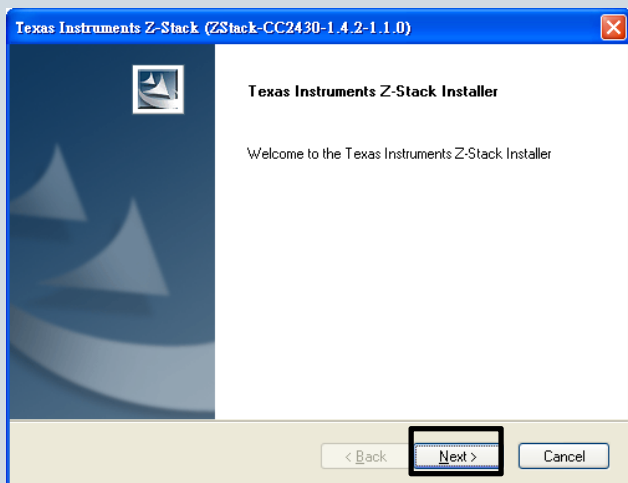 Texas Instruments Z-Stack (ZStack-CC2430-1.4.2-1.1.0)
Texas Instruments Z-Stack Installer
Welcome to the Texas Instruments Z-Stack Installer
< Back
Next >
Cancel